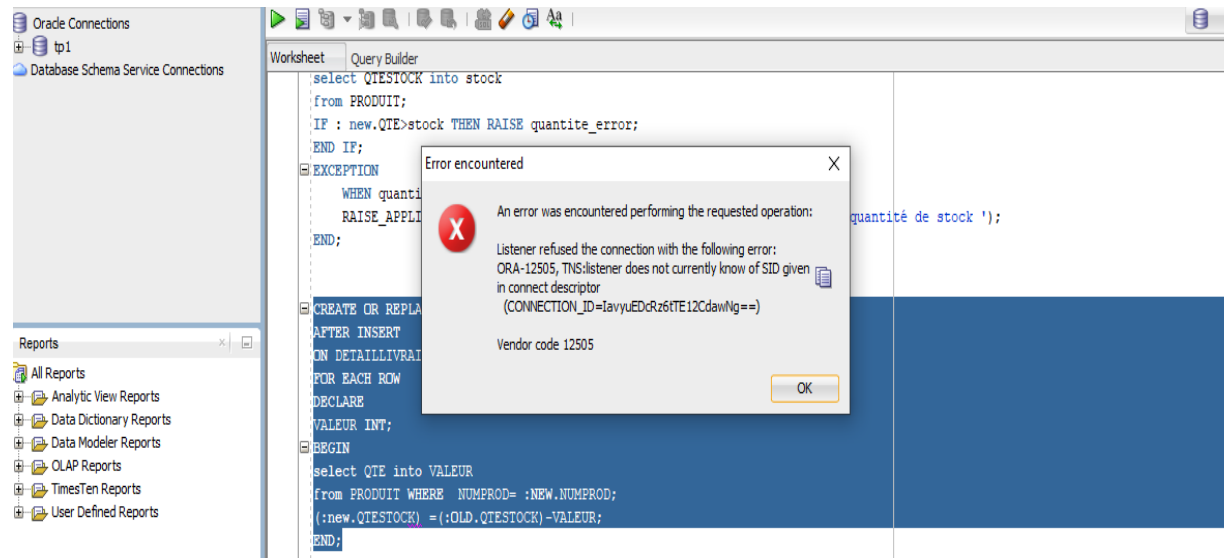 Oracle Connections
tp1
Database Schema Service Connections
Worksheet
Query Builder
select QTESTOCK into stock
from PRODUIT;
IF : new.QTE>stock THEN RAISE quantite_error;
END IF;
EXCEPTION
WHEN quanti
RAISE_APPLI
quantité de stock ');
END;
CREATE OR REPLA
AFTER INSERT
ON DETAILLIVRAI
FOR EACH ROW
DECLARE
VALEUR INT;
BEGIN
select QTE into VALEUR
from PRODUIT WHERE NUMPROD= :NEW.NUMPROD;
(:new.QTESTOCK) =(:OLD.QTESTOCK)-VALEUR;
END;
Error encountered
An error was encountered performing the requested operation:
Listener refused the connection with the following error:
ORA-12505, TNS:listener does not currently know of SID given
in connect descriptor
(CONNECTION_ID=IavyuEDcRz6tTE12CdawNg==)
Vendor code 12505
OK
Reports
All Reports
Analytic View Reports
Data Dictionary Reports
Data Modeler Reports
OLAP Reports
TimesTen Reports
User Defined Reports